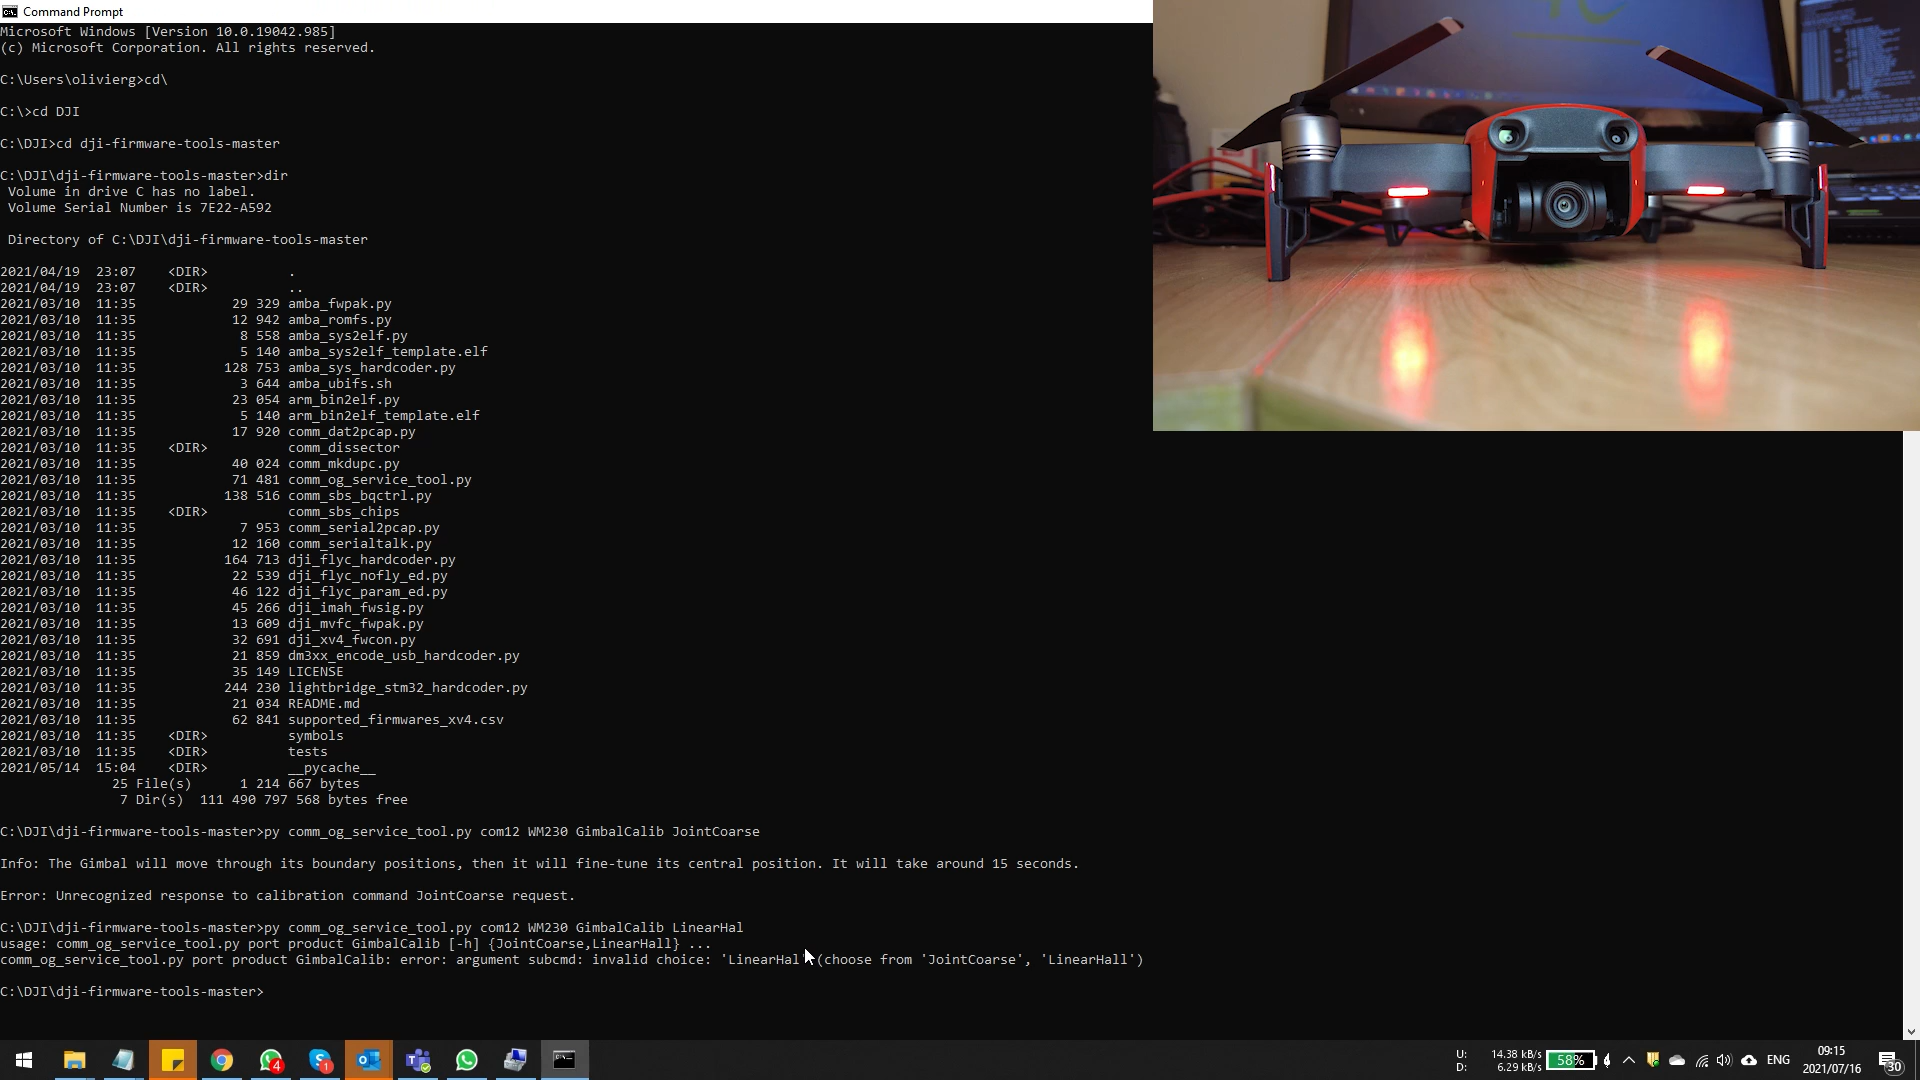 Command Prompt
Microsoft Windows [Version 10.0.19042.985]
(c) Microsoft Corporation. All rights reserved.
C:\Users\olivierg>cd\
C:\>cd DJI
C:\DJI>cd dji-firmware-tools-master
C:\DJI\dji-firmware-tools-master>dir
Volume in drive C has no label.
Volume Serial Number is 7E22-A592
Directory of C:\DJI\dji-firmware-tools-master
2021/04/19 23:07 <DIR> .
2021/04/19 23:07 <DIR> ..
2021/03/10 11:35 29 329 amba_fwpak.py
2021/03/10 11:35 12 942 amba_romfs.py
2021/03/10 11:35 8 558 amba_sys2elf.py
2021/03/10 11:35 5 140 amba_sys2elf_template.elf
2021/03/10 11:35 128 753 amba_sys_hardcoder.py
2021/03/10 11:35 3 644 amba_ubifs.sh
2021/03/10 11:35 23 054 arm_bin2elf.py
2021/03/10 11:35 5 140 arm_bin2elf_template.elf
2021/03/10 11:35 17 920 comm_dat2pcap.py
2021/03/10 11:35 <DIR> comm_dissector
2021/03/10 11:35 40 024 comm_mkdupc.py
2021/03/10 11:35 71 481 comm_og_service_tool.py
2021/03/10 11:35 138 516 comm_sbs_bqctrl.py
2021/03/10 11:35 <DIR> comm_sbs_chips
2021/03/10 11:35 7 953 comm_serial2pcap.py
2021/03/10 11:35 12 160 comm_serialtalk.py
2021/03/10 11:35 164 713 dji_flyc_hardcoder.py
2021/03/10 11:35 22 539 dji_flyc_nofly_ed.py
2021/03/10 11:35 46 122 dji_flyc_param_ed.py
2021/03/10 11:35 45 266 dji_imah_fwsig.py
2021/03/10 11:35 13 609 dji_mvfc_fwpak.py
2021/03/10 11:35 32 691 dji_xv4_fwcon.py
2021/03/10 11:35 21 859 dm3xx_encode_usb_hardcoder.py
2021/03/10 11:35 35 149 LICENSE
2021/03/10 11:35 244 230 lightbridge_stm32_hardcoder.py
2021/03/10 11:35 21 034 README.md
2021/03/10 11:35 62 841 supported_firmwares_xv4.csv
2021/03/10 11:35 <DIR> symbols
2021/03/10 11:35 <DIR> tests
2021/05/14 15:04 <DIR> __pycache__
25 File(s) 1 214 667 bytes
7 Dir(s) 111 490 797 568 bytes free
C:\DJI\dji-firmware-tools-master>py comm_og_service_tool.py com12 WM230 GimbalCalib JointCoarse
Info: The Gimbal will move through its boundary positions, then it will fine-tune its central position. It will take around 15 seconds.
Error: Unrecognized response to calibration command JointCoarse request.
C:\DJI\dji-firmware-tools-master>py comm_og_service_tool.py com12 WM230 GimbalCalib LinearHal
usage: comm_og_service_tool.py port product GimbalCalib [-h] {JointCoarse,LinearHall} ...
comm_og_service_tool.py port product GimbalCalib: error: argument subcmd: invalid choice: 'LinearHal' (choose from 'JointCoarse', 'LinearHall')
C:\DJI\dji-firmware-tools-master>
U: 14.38 kB/s
D: 6.29 kB/s
58%
ENG
09:15
2021/07/16
30
4
1